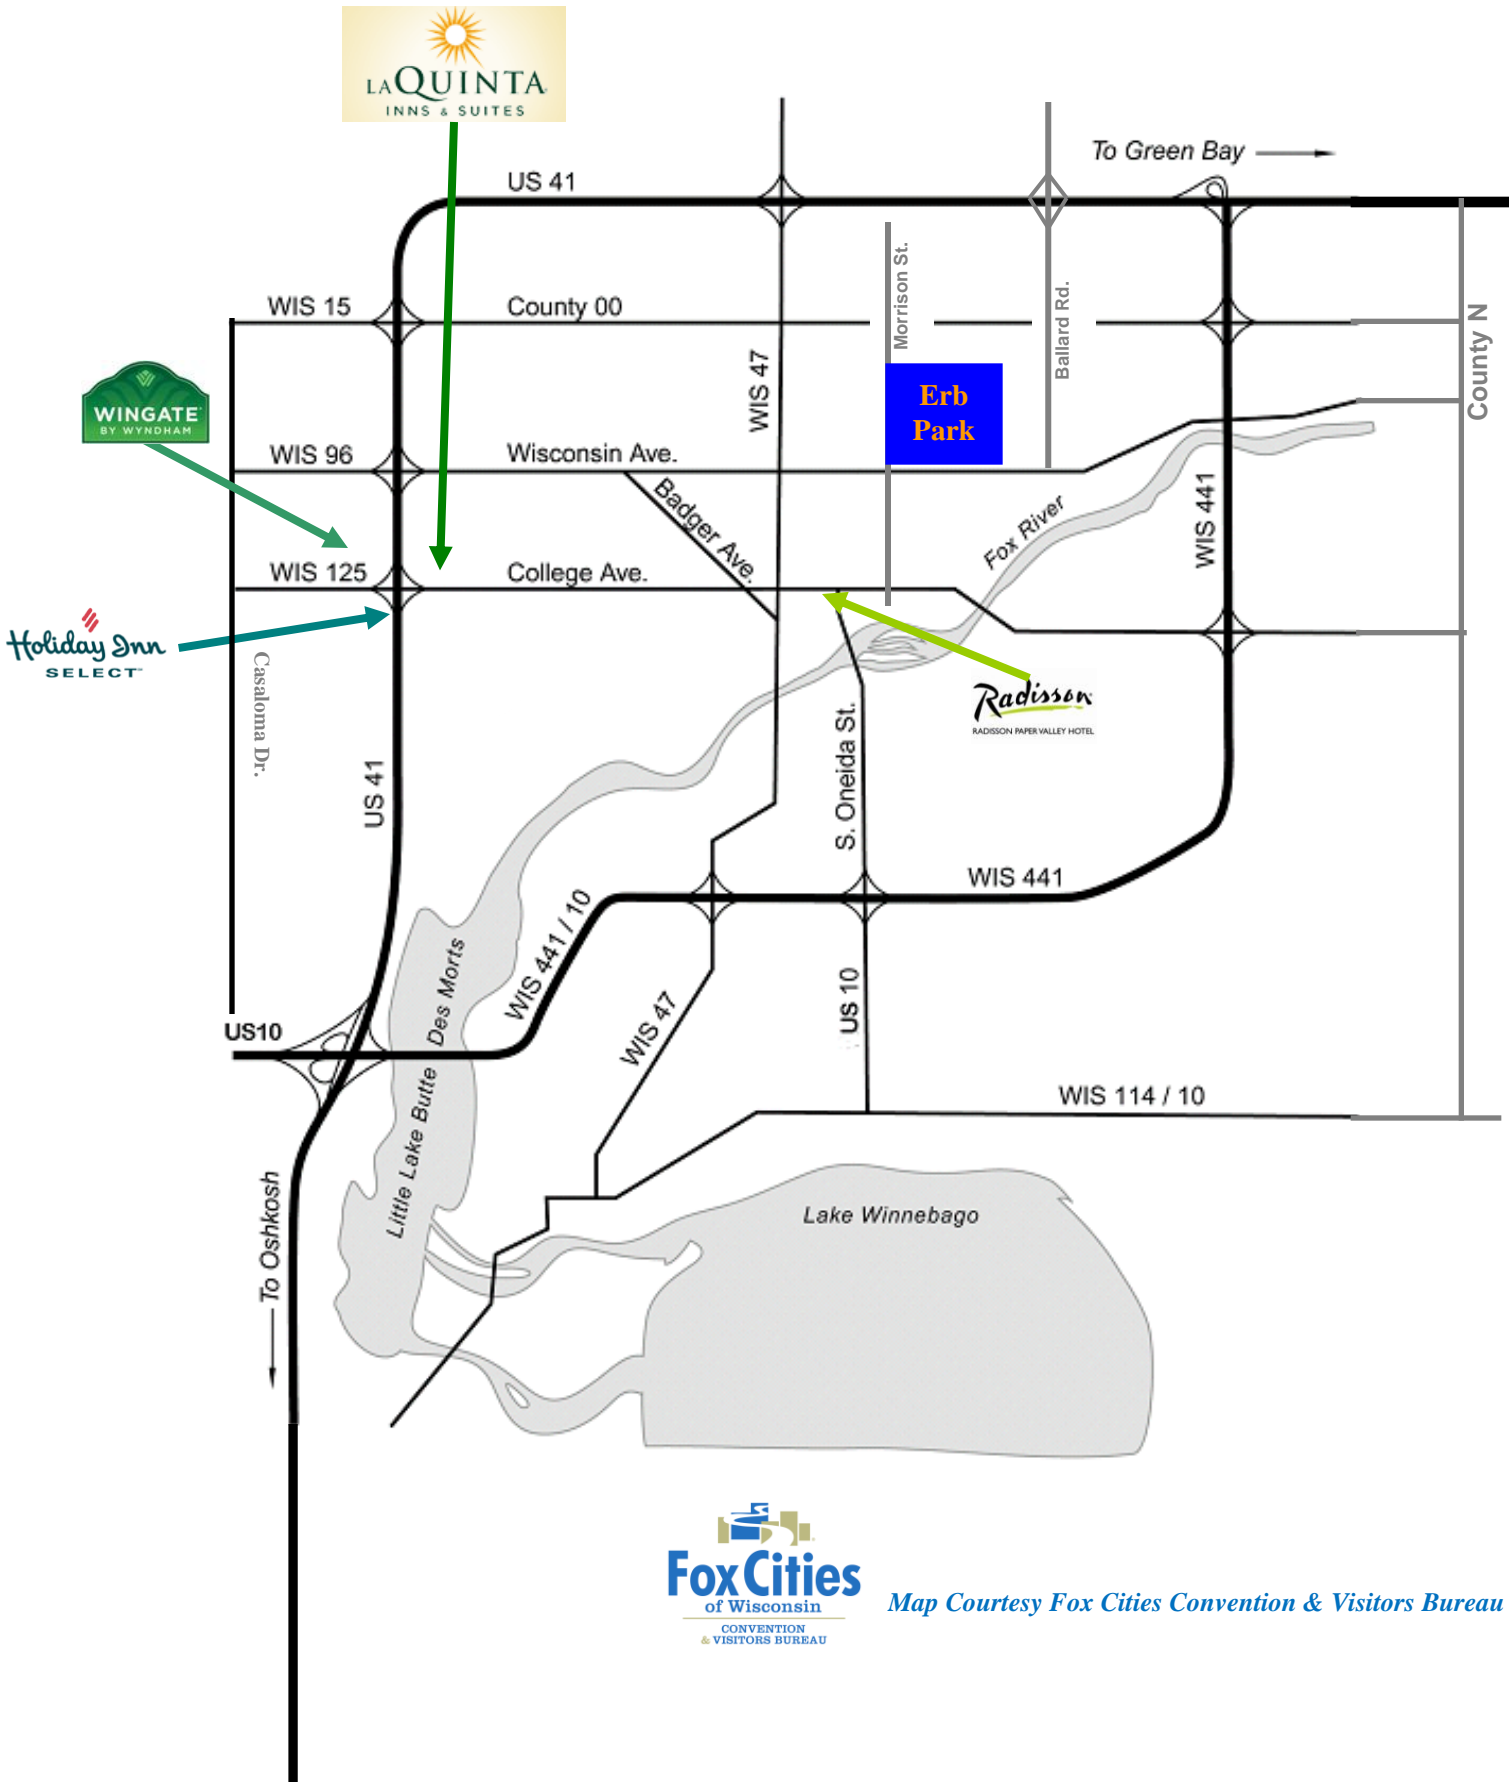 LAQUINTA
INNS & SUITES
To Green Bay
US 41
Morrison St.
Ballard Rd.
WIS 15
County 00
County N
WIS 47
Erb
Park
WINGATE
BY WYNDHAM
WIS 96
Wisconsin Ave.
Badger Ave.
Fox River
WIS 441
WIS 125
College Ave.
Holiday Inn
SELECT
Casaloma Dr.
Radisson
RADISSON PAPER VALLEY HOTEL
US 41
S. Oneida St.
WIS 441
WIS 441 / 10
Little Lake Butte Des Morts
WIS 47
US 10
US10
WIS 114 / 10
To Oshkosh
Lake Winnebago
FoxCities
of Wisconsin
CONVENTION
& VISITORS BUREAU
Map Courtesy Fox Cities Convention & Visitors Bureau